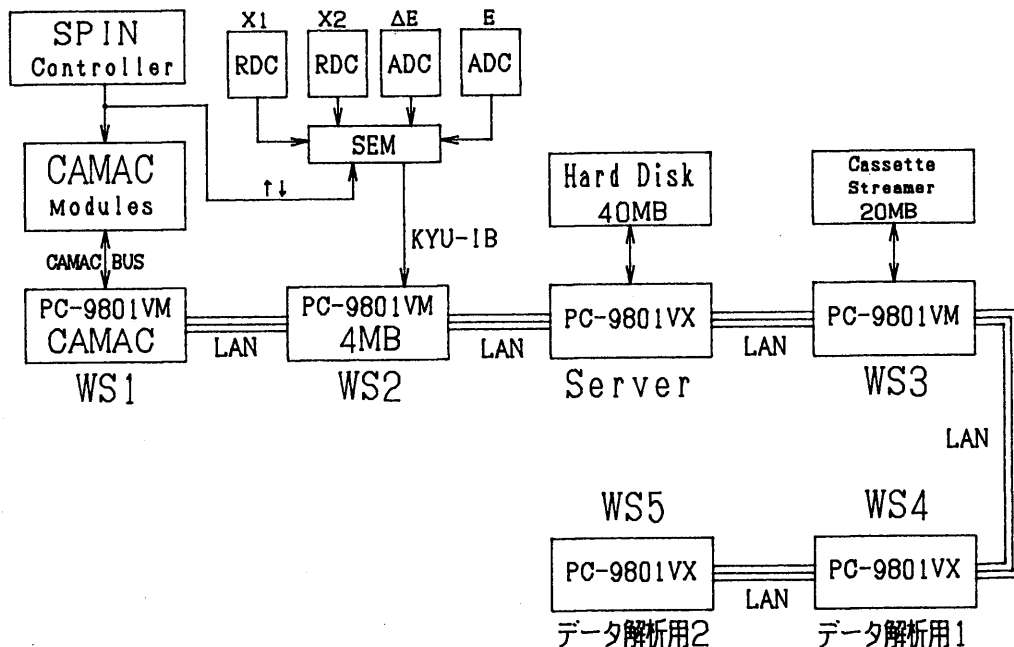 SPIN
Controller
X1
X2
ΔE
E
RDC
RDC
ADC
ADC
SEM
CAMAC
Modules
↑↓
Hard Disk
40MB
Cassette
Streamer
20MB
KYU-IB
CAMAC BUS
PC-9801VM
CAMAC
PC-9801VM
4MB
PC-9801VX
PC-9801VM
LAN
LAN
LAN
WS1
WS2
Server
WS3
LAN
WS5
WS4
PC-9801VX
PC-9801VX
LAN
データ解析用2
データ解析用1